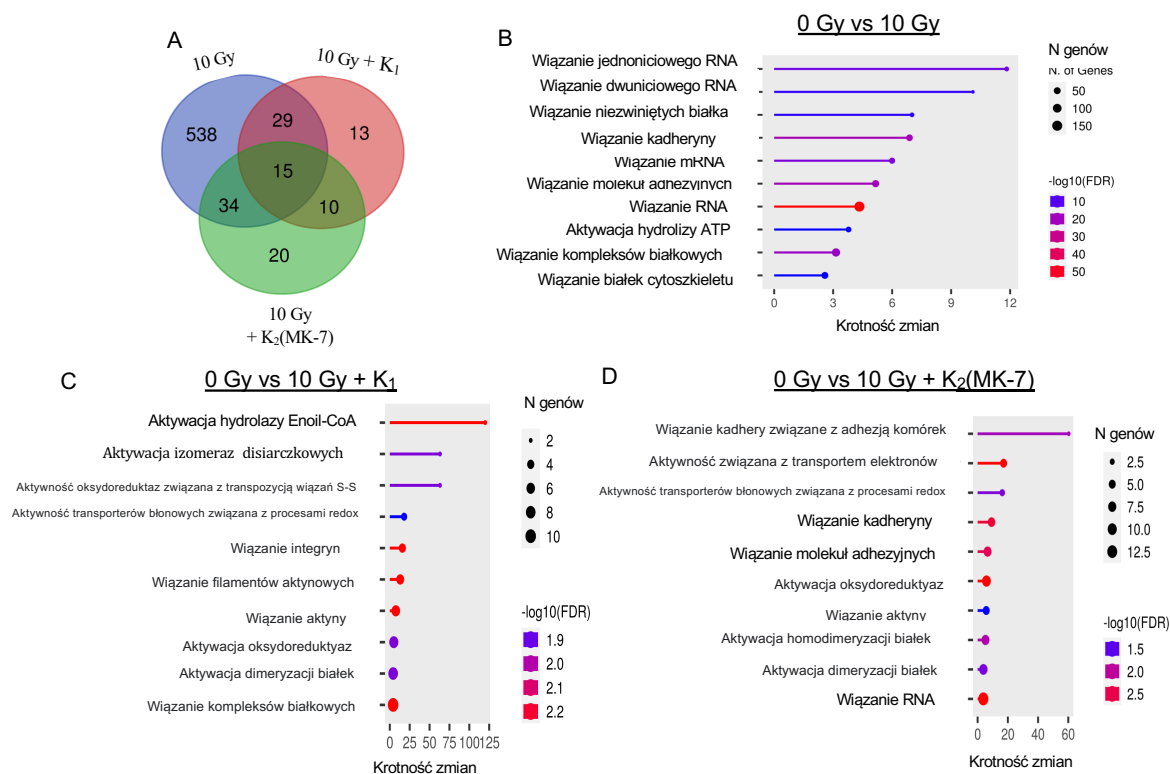 A
10 Gy
10 Gy + K1
538
29
13
15
34
10
20
10 Gy
+ K2(MK-7)
B
0 Gy vs 10 Gy
Wiązanie jednoniciowego RNA
Wiązanie dwuniciowego RNA
Wiązanie niezwiniętych białka
Wiązanie kadheryny
Wiązanie mRNA
Wiązanie molekuł adhezyjnych
Wiązanie RNA
Aktywacja hydrolizy ATP
Wiązanie kompleksów białkowych
Wiązanie białek cytoszkieletu
0 3 6 9 12
Krotność zmian
N genów
N. of Genes
50
100
150
-log10(FDR)
10
20
30
40
50
C
0 Gy vs 10 Gy + K1
Aktywacja hydrolazy Enoil-CoA
Aktywacja izomeraz disiarczkowych
Aktywność oksydoreduktaz związana z transpozycją wiązań S-S
Aktywność transporterów błonowych związana z procesami redox
Wiązanie integryn
Wiązanie filamentów aktynowych
Wiązanie aktyny
Aktywacja oksydoreduktyaz
Aktywacja dimeryzacji białek
Wiązanie kompleksów białkowych
0 25 50 75 100 125
Krotność zmian
N genów
2
4
6
8
10
-log10(FDR)
1.9
2.0
2.1
2.2
D
0 Gy vs 10 Gy + K2(MK-7)
Wiązanie kadhery związane z adhezją komórek
Aktywność związana z transportem elektronów
Aktywność transporterów błonowych związana z procesami redox
Wiązanie kadheryny
Wiązanie molekuł adhezyjnych
Aktywacja oksydoreduktyaz
Wiązanie aktyny
Aktywacja homodimeryzacji białek
Aktywacja dimeryzacji białek
Wiązanie RNA
0 20 40 60
Krotność zmian
N genów
2.5
5.0
7.5
10.0
12.5
-log10(FDR)
1.5
2.0
2.5